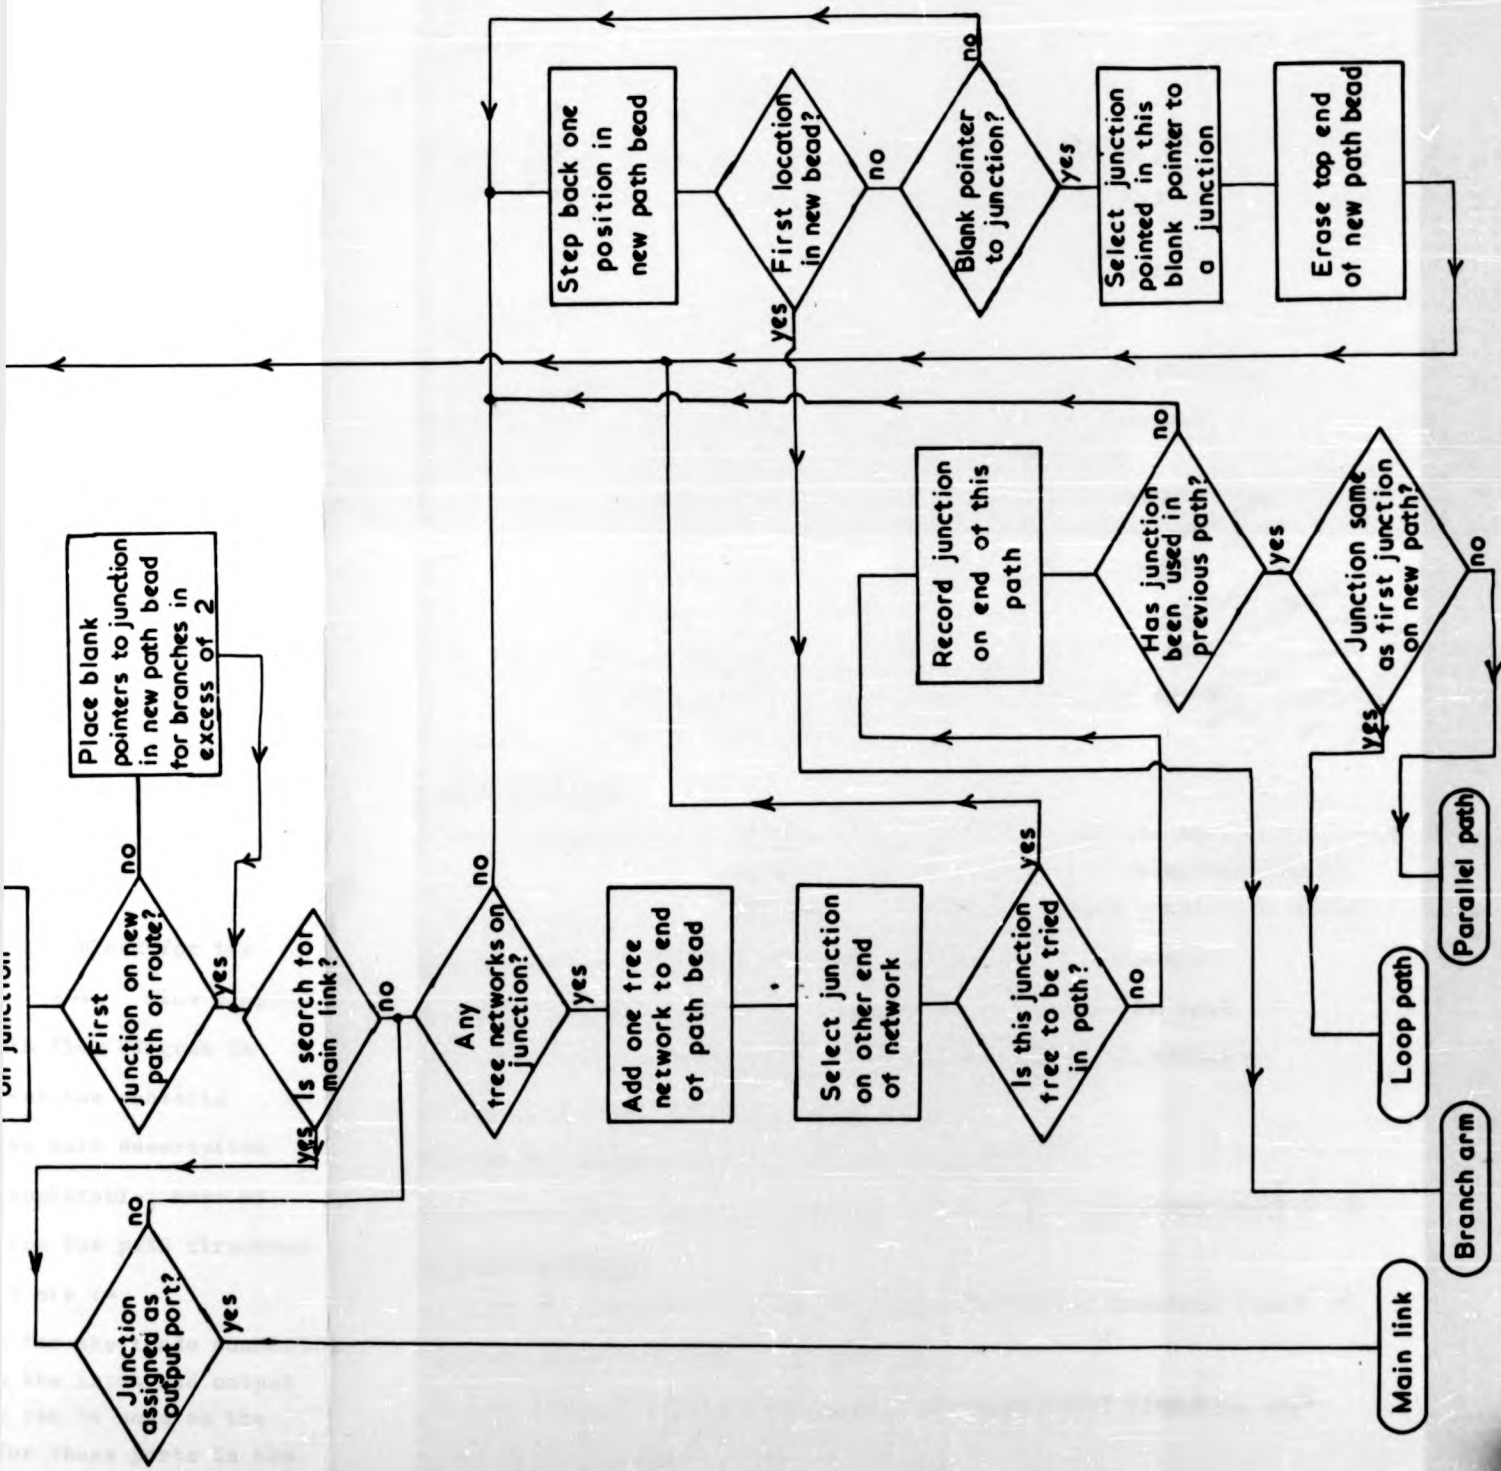 on junction
First
junction on new
path or route?
no
yes
Place blank
pointers to junction
in new path bead
for branches in
excess of 2
Is search for
main link?
yes
no
Junction
assigned as
output port?
no
yes
Any
free networks on
junction?
no
yes
Add one free
network to end
of path bead
Select junction
on other end
of network
Is this junction
free to be tried
in path?
yes
no
Record junction
on end of this
path
Has junction
been used in
previous path?
no
yes
Junction same
as first junction
on new path?
yes
no
Step back one
position in
new path bead
First location
in new bead?
yes
no
Blank pointer
to junction?
no
yes
Select junction
pointed in this
blank pointer to
a junction
Erase top end
of new path bead
Main link
Branch arm
Loop path
Parallel path